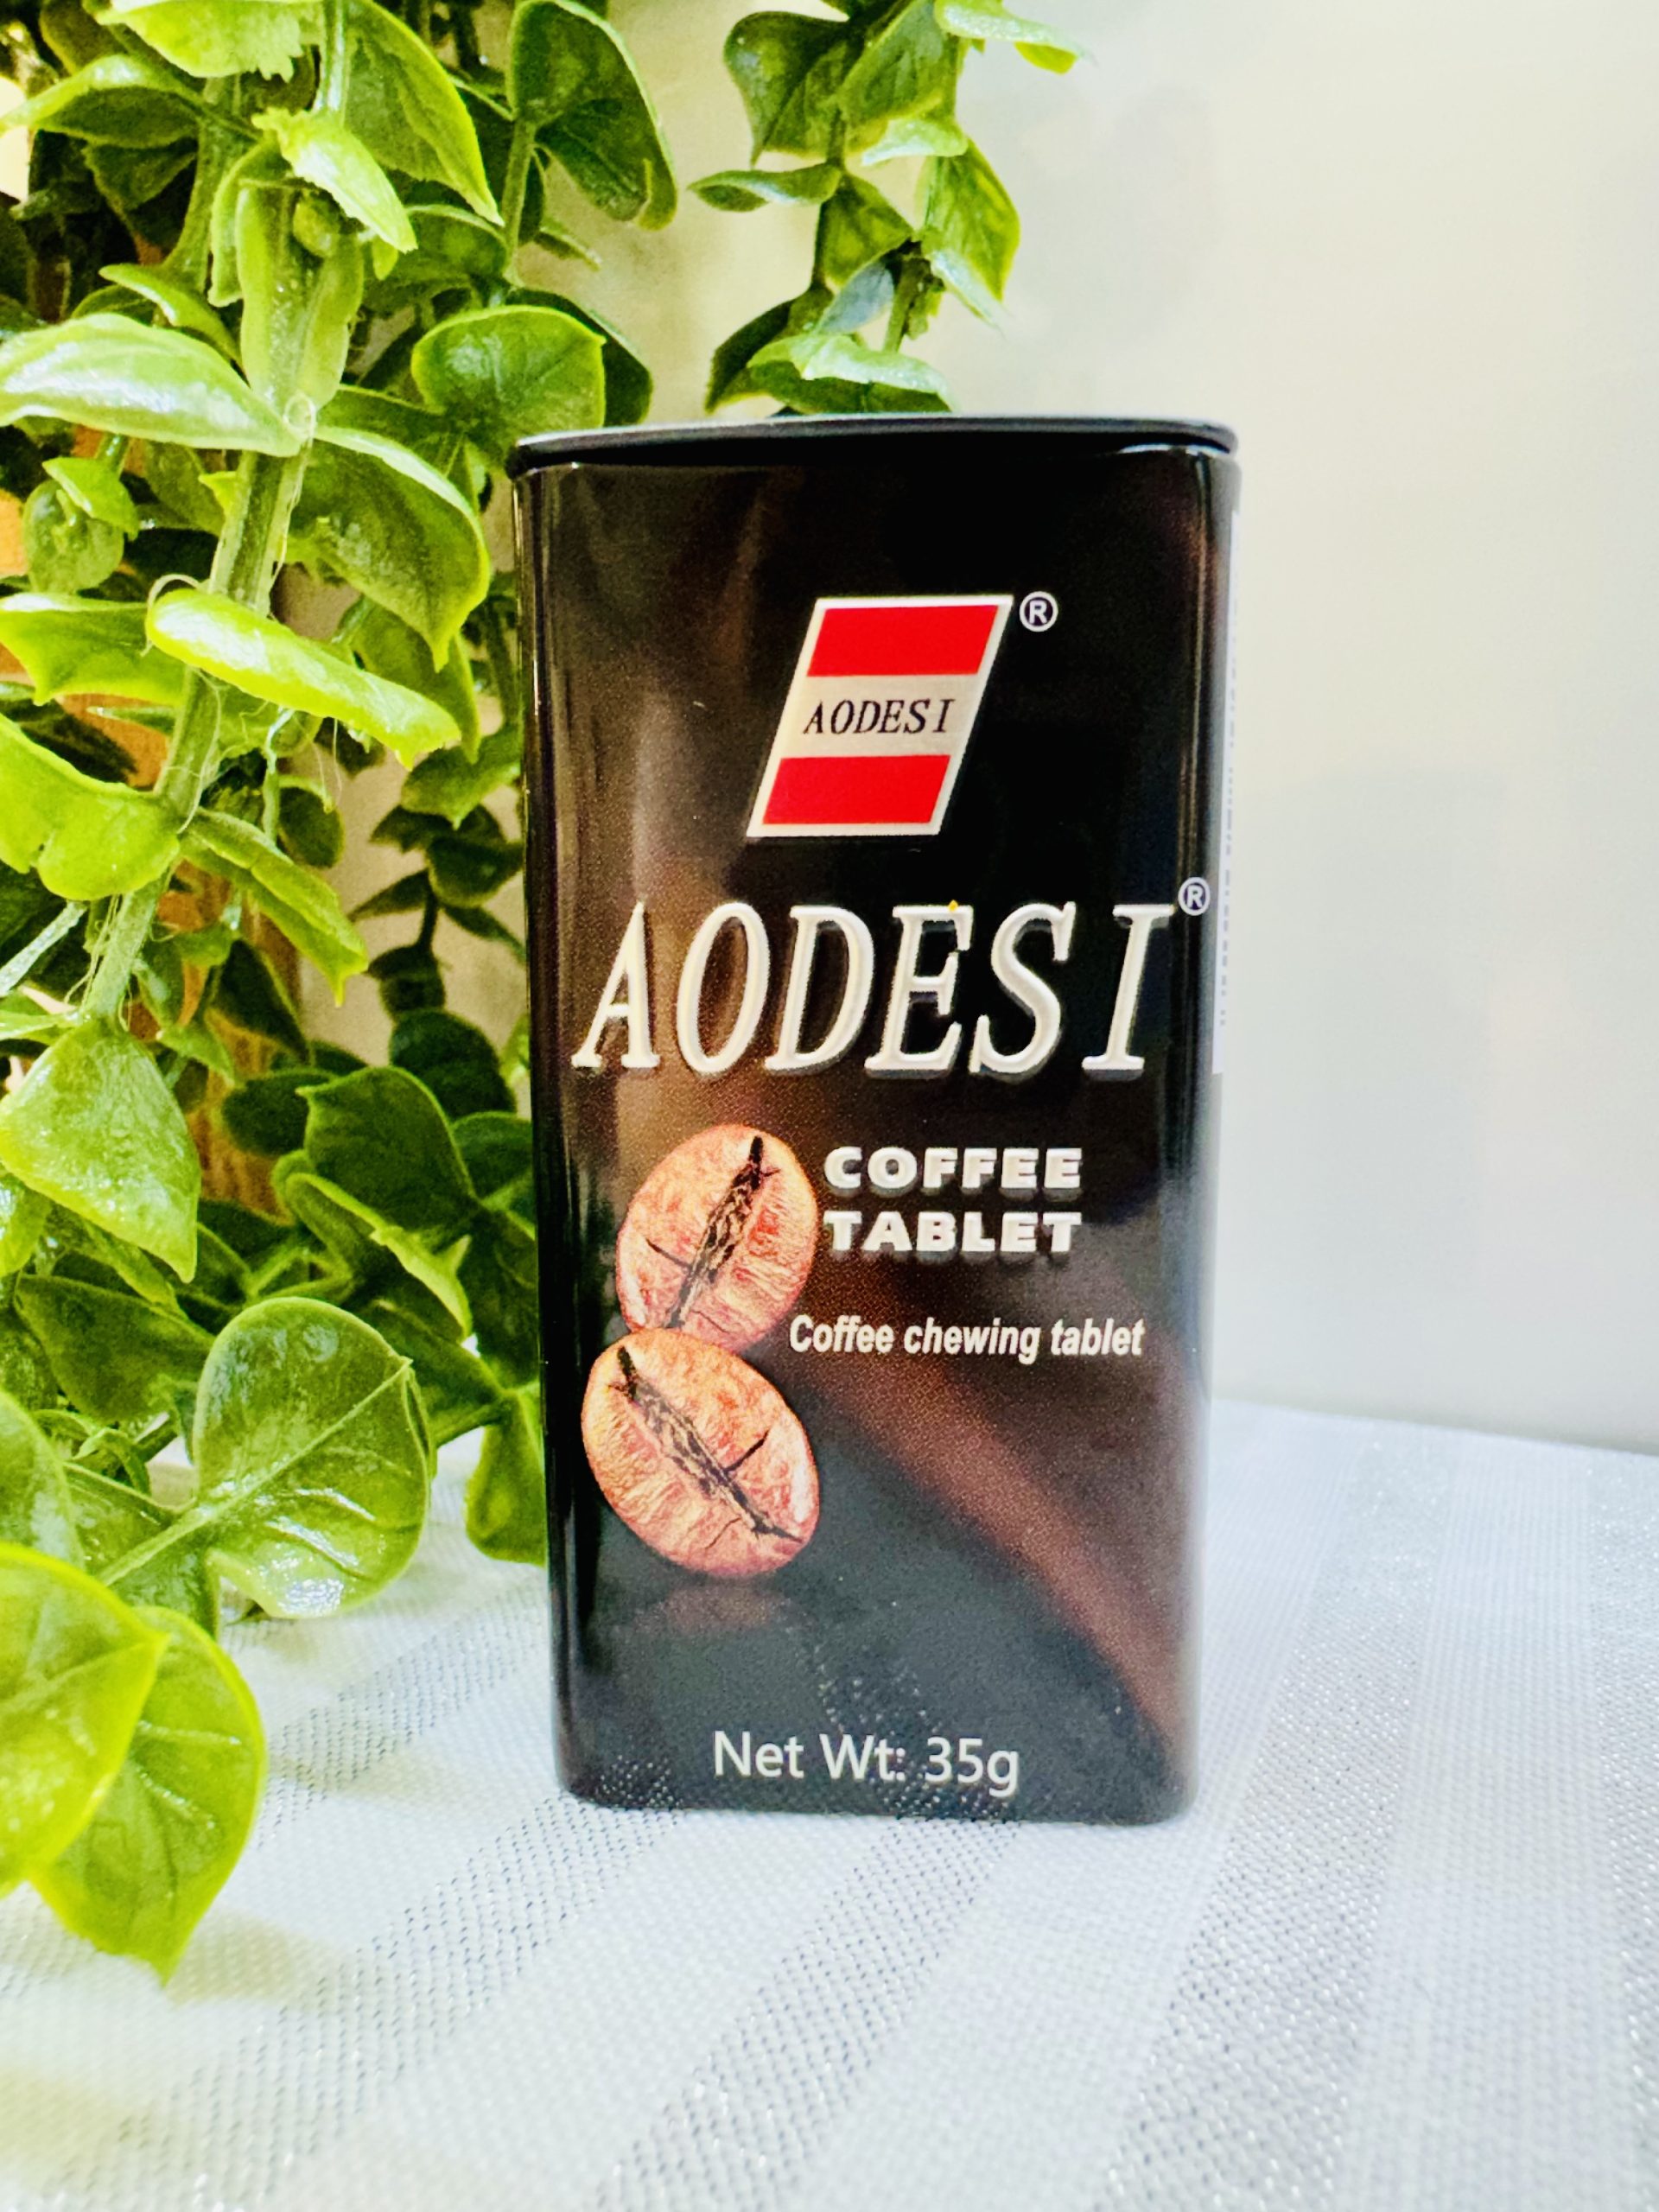 ®
AODESI
AODESI®
COFFEE
TABLET
Coffee chewing tablet
Net Wt: 35g